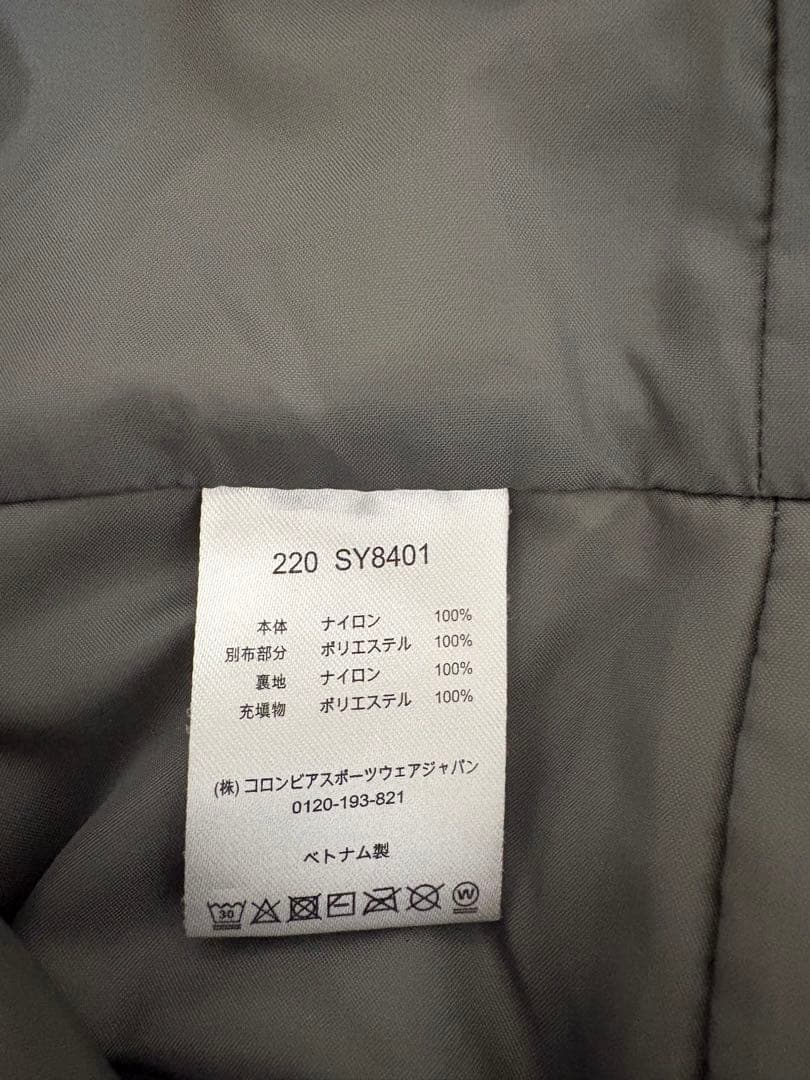 220 SY8401
本体 ナイロン 100%
別布部分 ポリエステル 100%
裏地 ナイロン 100%
充填物 ポリエステル 100%
(株)コロンビアスポーツウェアジャパン
0120-193-821
ベトナム製
30 W